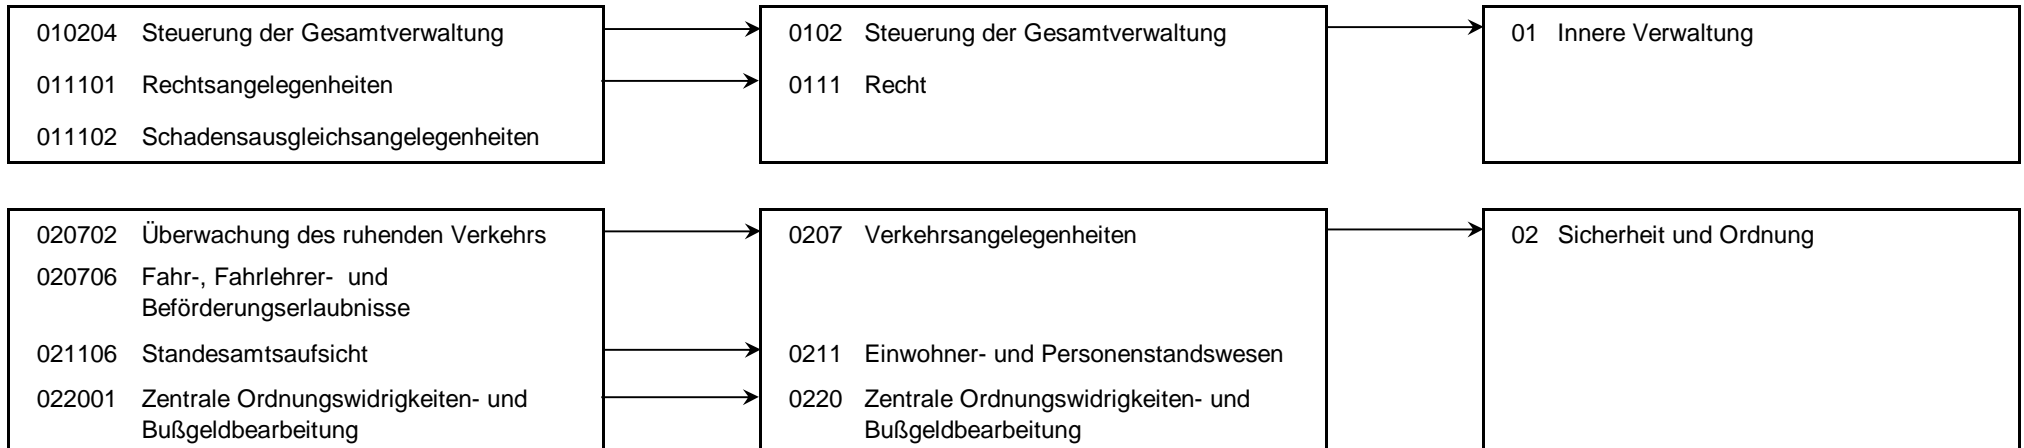 010204 Steuerung der Gesamtverwaltung 0102 Steuerung der Gesamtverwaltung 01 Innere Verwaltung
011101 Rechtsangelegenheiten 0111 Recht
011102 Schadensausgleichsangelegenheiten
020702 Überwachung des ruhenden Verkehrs 0207 Verkehrsangelegenheiten 02 Sicherheit und Ordnung
020706 Fahr-, Fahrlehrer- und
Beförderungserlaubnisse
021106 Standesamtsaufsicht 0211 Einwohner- und Personenstandswesen
022001 Zentrale Ordnungswidrigkeiten- und 0220 Zentrale Ordnungswidrigkeiten- und
Bußgeldbearbeitung Bußgeldbearbeitung